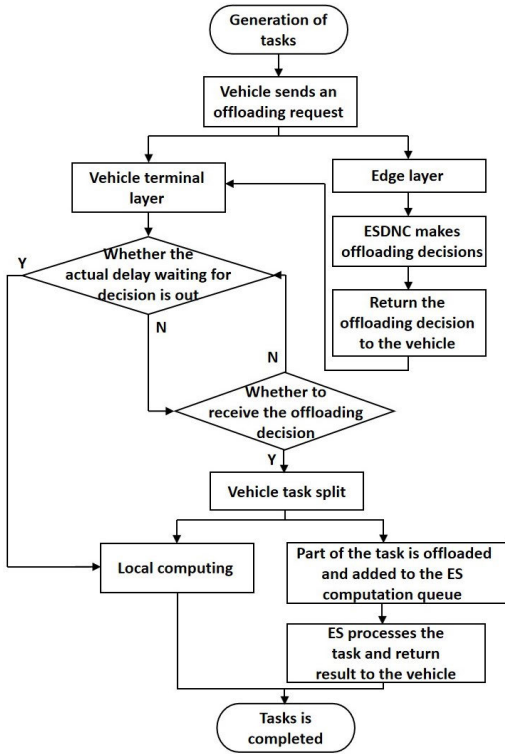 Generation of
tasks
Vehicle sends an
offloading request
Vehicle terminal
layer
Edge layer
ESDNC makes
offloading decisions
Return the
offloading decision
to the vehicle
Y
Whether the
actual delay waiting for
decision is out
N
N
Whether to
receive the offloading
decision
Y
Vehicle task split
Local computing
Part of the task is offloaded
and added to the ES
computation queue
ES processes the
task and return
result to the vehicle
Tasks is
completed